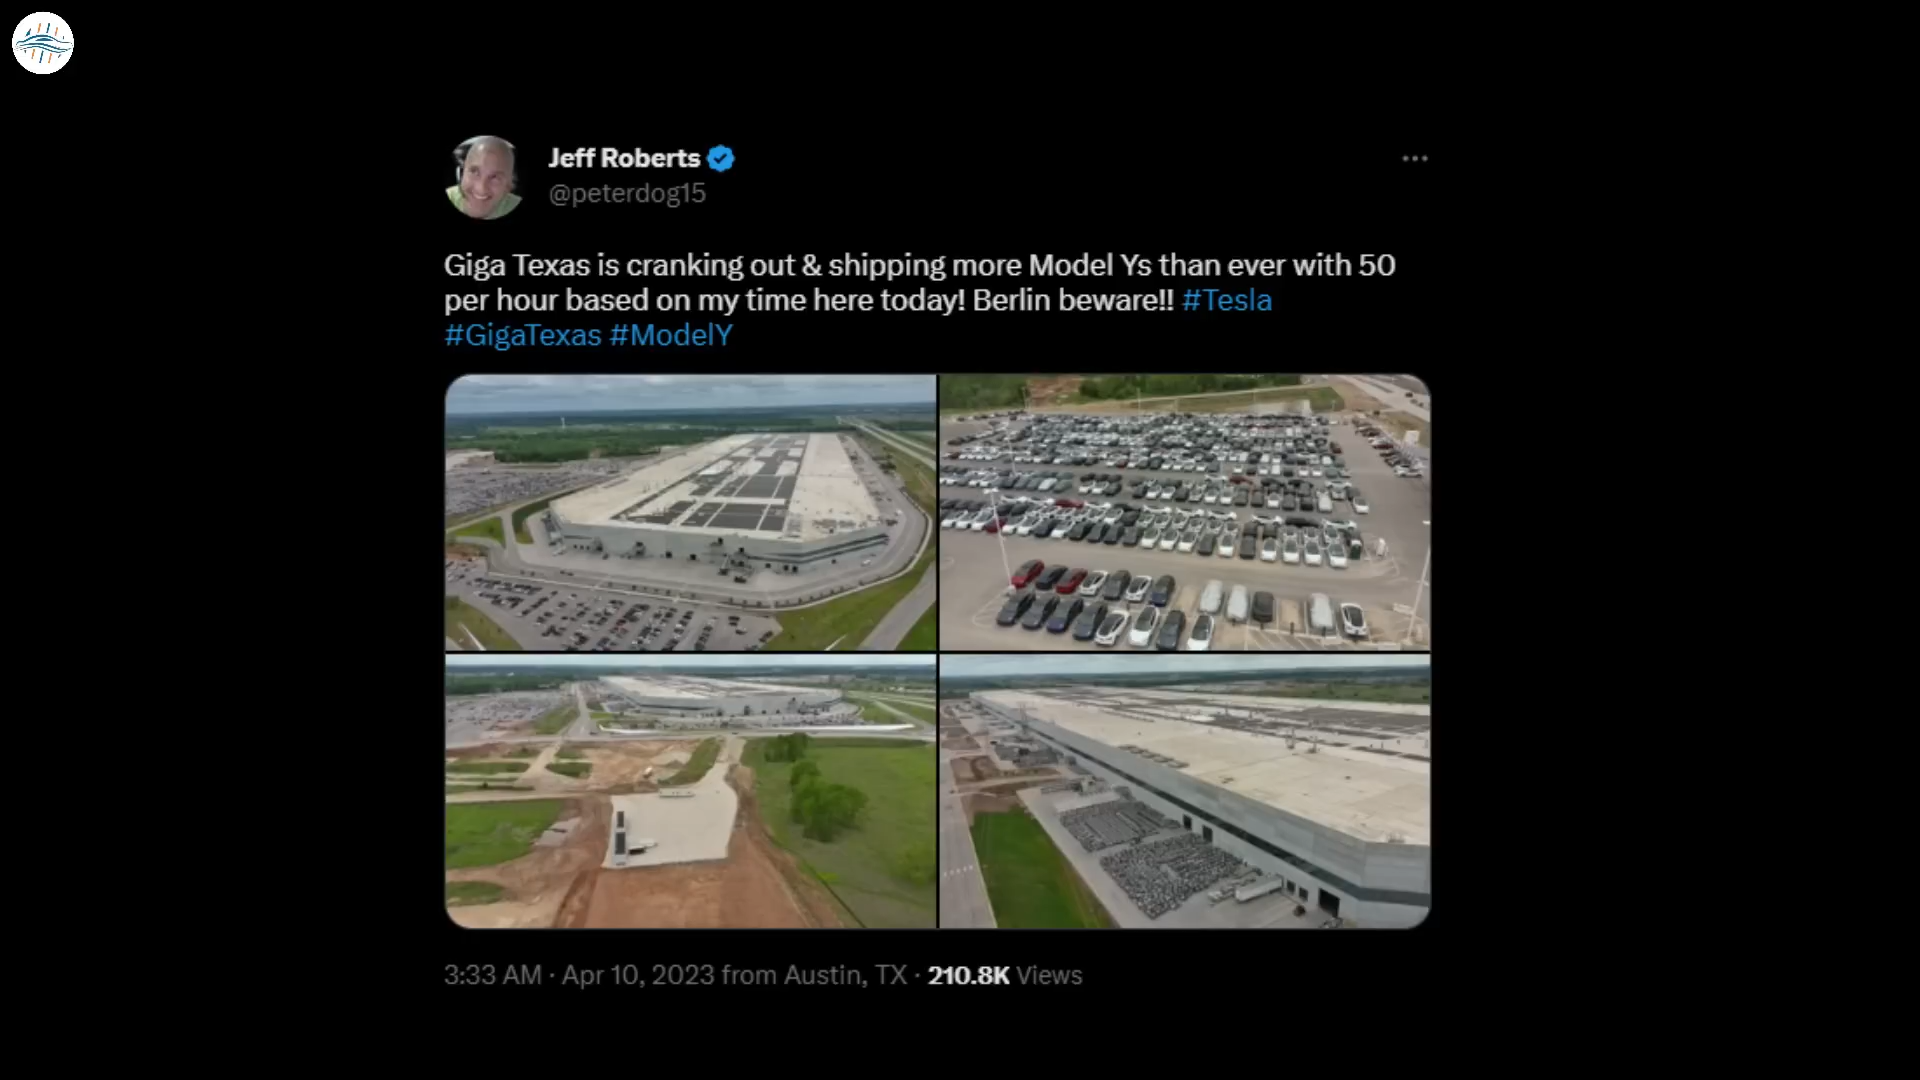 Jeff Roberts
@peterdog15
Giga Texas is cranking out & shipping more Model Ys than ever with 50
per hour based on my time here today! Berlin beware!! #Tesla
#GigaTexas #ModelY
3:33 AM · Apr 10, 2023 from Austin, TX · 210.8K Views